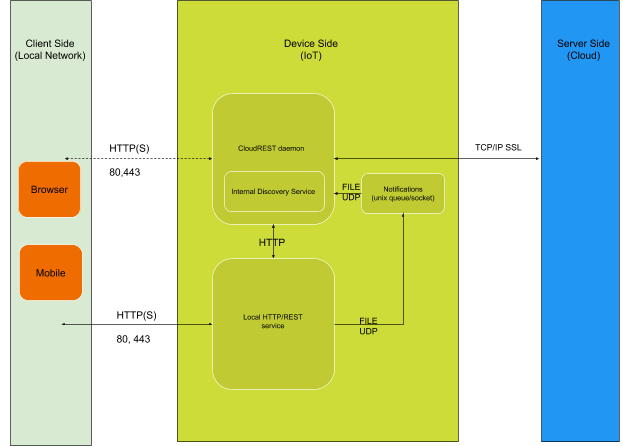 Client Side
(Local Network)
Device Side
(IoT)
Server Side
(Cloud)
HTTP(S)
80,443
CloudREST daemon
TCP/IP SSL
Browser
Internal Discovery Service
FILE
UDP
Notifications
(unix queue/socket)
HTTP
Mobile
HTTP(S)
80, 443
Local HTTP/REST
service
FILE
UDP